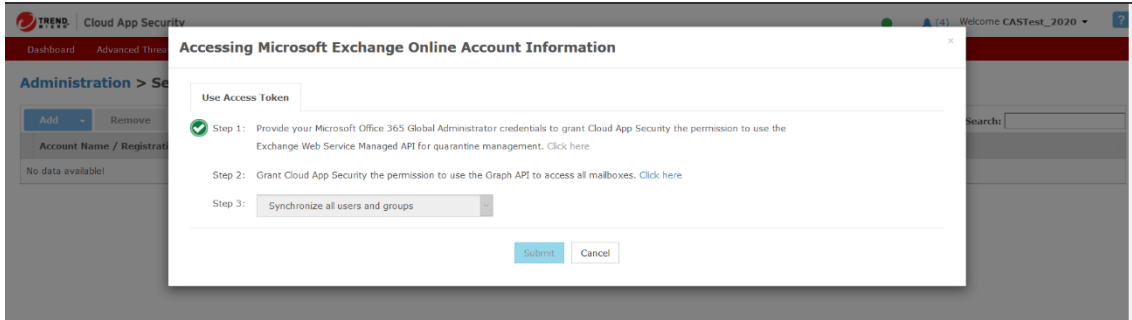 TREND MICRO Cloud App Security
(4) Welcome CASTest_2020 ?
Dashboard Advanced Threa
Accessing Microsoft Exchange Online Account Information ×
Administration > Se
Use Access Token
Add Remove
Search:
Step 1: Provide your Microsoft Office 365 Global Administrator credentials to grant Cloud App Security the permission to use the
Exchange Web Service Managed API for quarantine management. Click here
Account Name / Registrati
No data available!
Step 2: Grant Cloud App Security the permission to use the Graph API to access all mailboxes. Click here
Step 3: Synchronize all users and groups
Submit Cancel